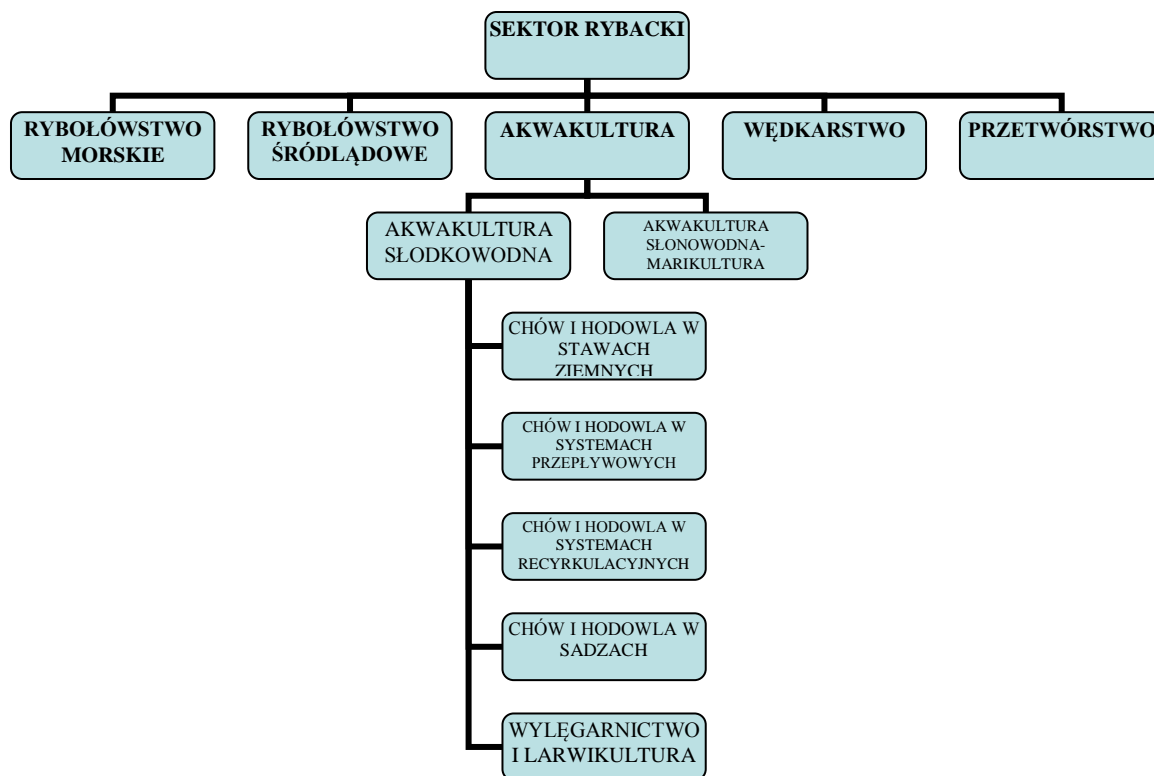 SEKTOR RYBACKI
RYBOŁÓWSTWO
MORSKIE
RYBOŁÓWSTWO
ŚRÓDLĄDOWE
AKWAKULTURA
WĘDKARSTWO
PRZETWÓRSTWO
AKWAKULTURA
SŁODKOWODNA
AKWAKULTURA
SŁONOWODNA-
MARIKULTURA
CHÓW I HODOWLA W
STAWACH
ZIEMNYCH
CHÓW I HODOWLA W
SYSTEMACH
PRZEPŁYWOWYCH
CHÓW I HODOWLA W
SYSTEMACH
RECYRKULACYJNYCH
CHÓW I HODOWLA W
SADZACH
WYLĘGARNICTWO
I LARWIKULTURA